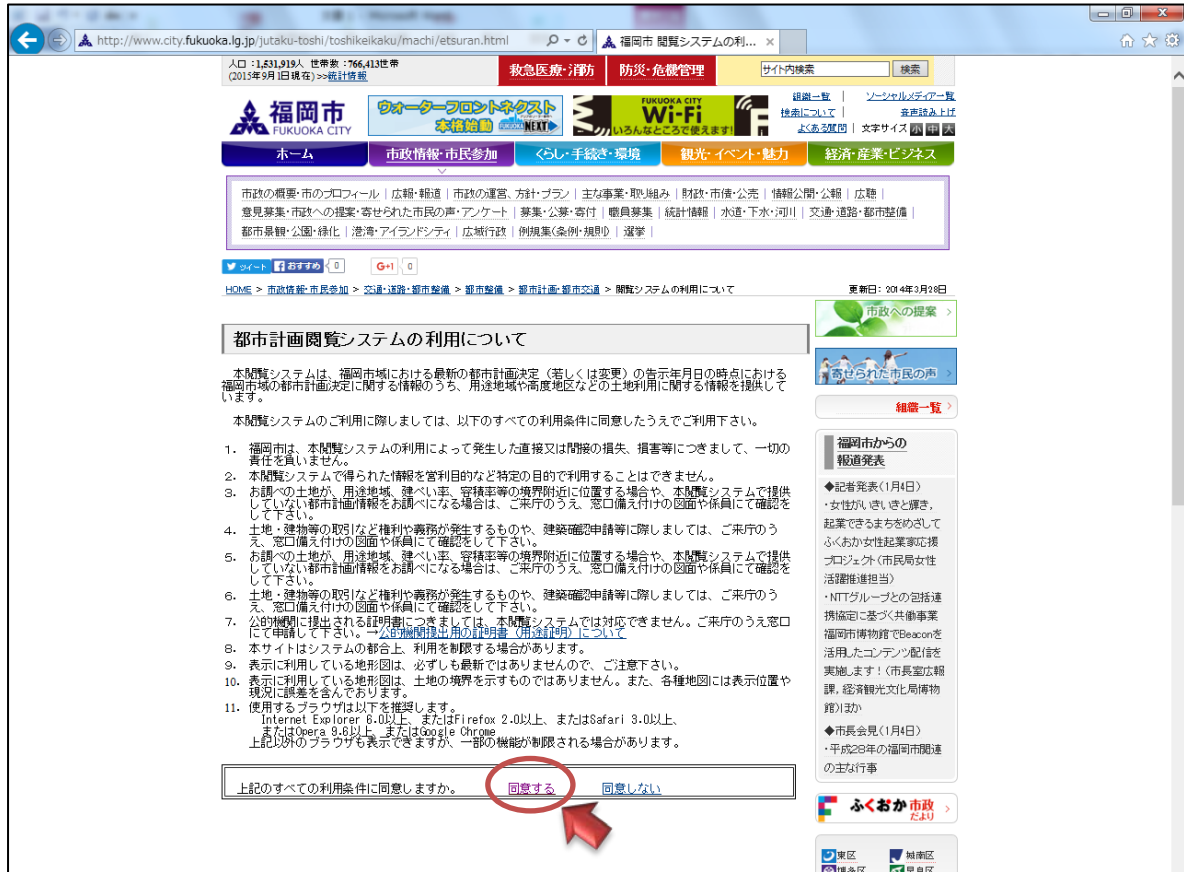 http://www.city.fukuoka.lg.jp/jutaku-toshi/toshikeikaku/machi/etsuran.html
福岡市 閲覧システムの利... ×
人口：1,531,919人 世帯数：766,413世帯
(2015年9月1日現在)>>統計情報
救急医療・消防
防災・危機管理
サイト内検索
検索
組織一覧
ソーシャルメディア一覧
検索について
音声読み上げ
よくある質問
文字サイズ 小 中 大
福岡市
FUKUOKA CITY
ウォーターフロントネクスト
本格始動
NEXT
FUKUOKA CITY
Wi-Fi
いろんなところで使えます!
ホーム
市政情報・市民参加
くらし・手続き・環境
観光・イベント・魅力
経済・産業・ビジネス
市政の概要・市のプロフィール | 広報・報道 | 市政の運営、方針・プラン | 主な事業・取り組み | 財政・市債・公売 | 情報公開・公報 | 広聴 |
意見募集・市政への提案・寄せられた市民の声・アンケート | 募集・公募・寄付 | 職員募集 | 統計情報 | 水道・下水・河川 | 交通・道路・都市整備 |
都市景観・公園・緑化 | 港湾・アイランドシティ | 広域行政 | 例規集(条例・規則) | 選挙 |
ツイート
おすすめ
0
G+1
0
HOME > 市政情報・市民参加 > 交通・道路・都市整備 > 都市整備 > 都市計画・都市交通 > 閲覧システムの利用について
更新日：2014年3月28日
都市計画閲覧システムの利用について
本閲覧システムは、福岡市域における最新の都市計画決定（若しくは変更）の告示年月日の時点における
福岡市域の都市計画決定に関する情報のうち、用途地域や高度地区などの土地利用に関する情報を提供して
います。
本閲覧システムのご利用に際しましては、以下のすべての利用条件に同意したうえでご利用下さい。
1. 福岡市は、本閲覧システムの利用によって発生した直接又は間接の損失、損害等につきまして、一切の
責任を負いません。
2. 本閲覧システムで得られた情報を営利目的など特定の目的で利用することはできません。
3. お調べの土地が、用途地域、建ぺい率、容積率等の境界附近に位置する場合や、本閲覧システムで提供
していない都市計画情報をお調べになる場合は、ご来庁のうえ、窓口備え付けの図面や係員にて確認を
して下さい。
4. 土地・建物等の取引など権利や義務が発生するものや、建築確認申請等に際しましては、ご来庁のう
え、窓口備え付けの図面や係員にて確認をして下さい。
5. お調べの土地が、用途地域、建ぺい率、容積率等の境界附近に位置する場合や、本閲覧システムで提供
していない都市計画情報をお調べになる場合は、ご来庁のうえ、窓口備え付けの図面や係員にて確認を
して下さい。
6. 土地・建物等の取引など権利や義務が発生するものや、建築確認申請等に際しましては、ご来庁のう
え、窓口備え付けの図面や係員にて確認をして下さい。
7. 公的機関に提出される証明書につきましては、本閲覧システムでは対応できません。ご来庁のうえ窓口
にて申請して下さい。→公的機関提出用の証明書（用途証明）について
8. 本サイトはシステムの都合上、利用を制限する場合があります。
9. 表示に利用している地形図は、必ずしも最新ではありませんので、ご注意下さい。
10. 表示に利用している地形図は、土地の境界を示すものではありません。また、各種地図には表示位置や
現況に誤差を含んでおります。
11. 使用するブラウザは以下を推奨します。
Internet Explorer 6.0以上、またはFirefox 2.0以上、またはSafari 3.0以上、
またはOpera 9.6以上、またはGoogle Chrome
上記以外のブラウザも表示できますが、一部の機能が制限される場合があります。
上記のすべての利用条件に同意しますか。
同意する
同意しない
市政への提案
寄せられた市民の声
組織一覧
福岡市からの
報道発表
◆記者発表(1月4日)
・女性がいきいきと輝き,
起業できるまちをめざして
ふくおか女性起業家応援
プロジェクト（市民局女性
活躍推進担当）
・NTTグループとの包括連
携協定に基づく共働事業
福岡市博物館でBeaconを
活用したコンテンツ配信を
実施します！（市長室広報
課, 経済観光文化局博物
館）ほか
◆市長会見(1月4日)
・平成28年の福岡市関連
の主な行事
ふくおか市政
だより
東区
城南区
博多区
早良区